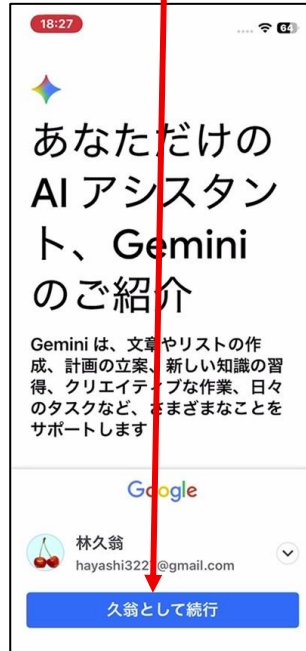 18:27
64
あなただけの
AI アシスタン
ト、Gemini
のご紹介
Gemini は、文章やリストの作
成、計画の立案、新しい知識の習
得、クリエイティブな作業、日々
のタスクなど、さまざまなことを
サポートします
Google
林久翁
久翁として続行